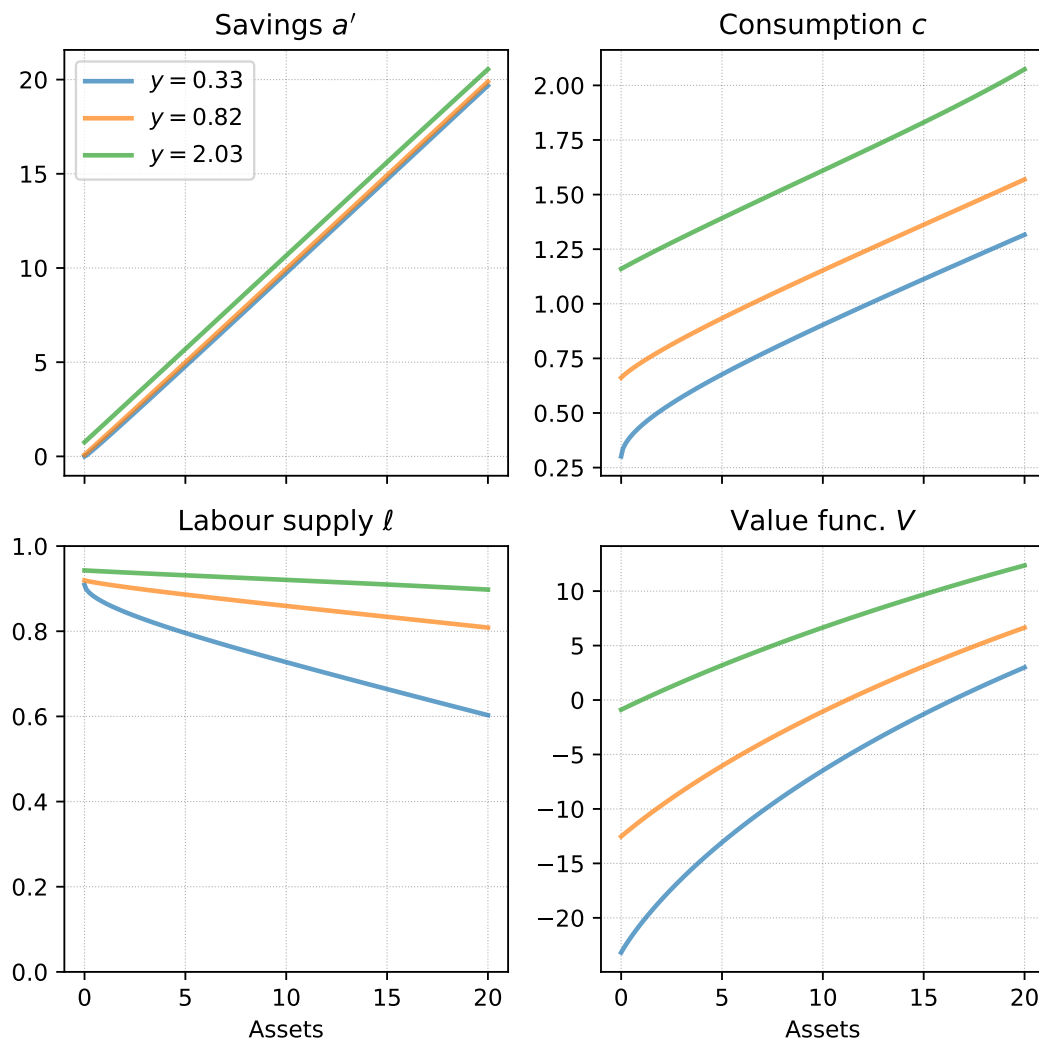 Savings a′
20
15
10
5
0
y = 0.33
y = 0.82
y = 2.03
Consumption c
2.00
1.75
1.50
1.25
1.00
0.75
0.50
0.25
Labour supply ℓ
1.0
0.8
0.6
0.4
0.2
0.0
0 5 10 15 20
Assets
Value func. V
10
5
0
−5
−10
−15
−20
0 5 10 15 20
Assets